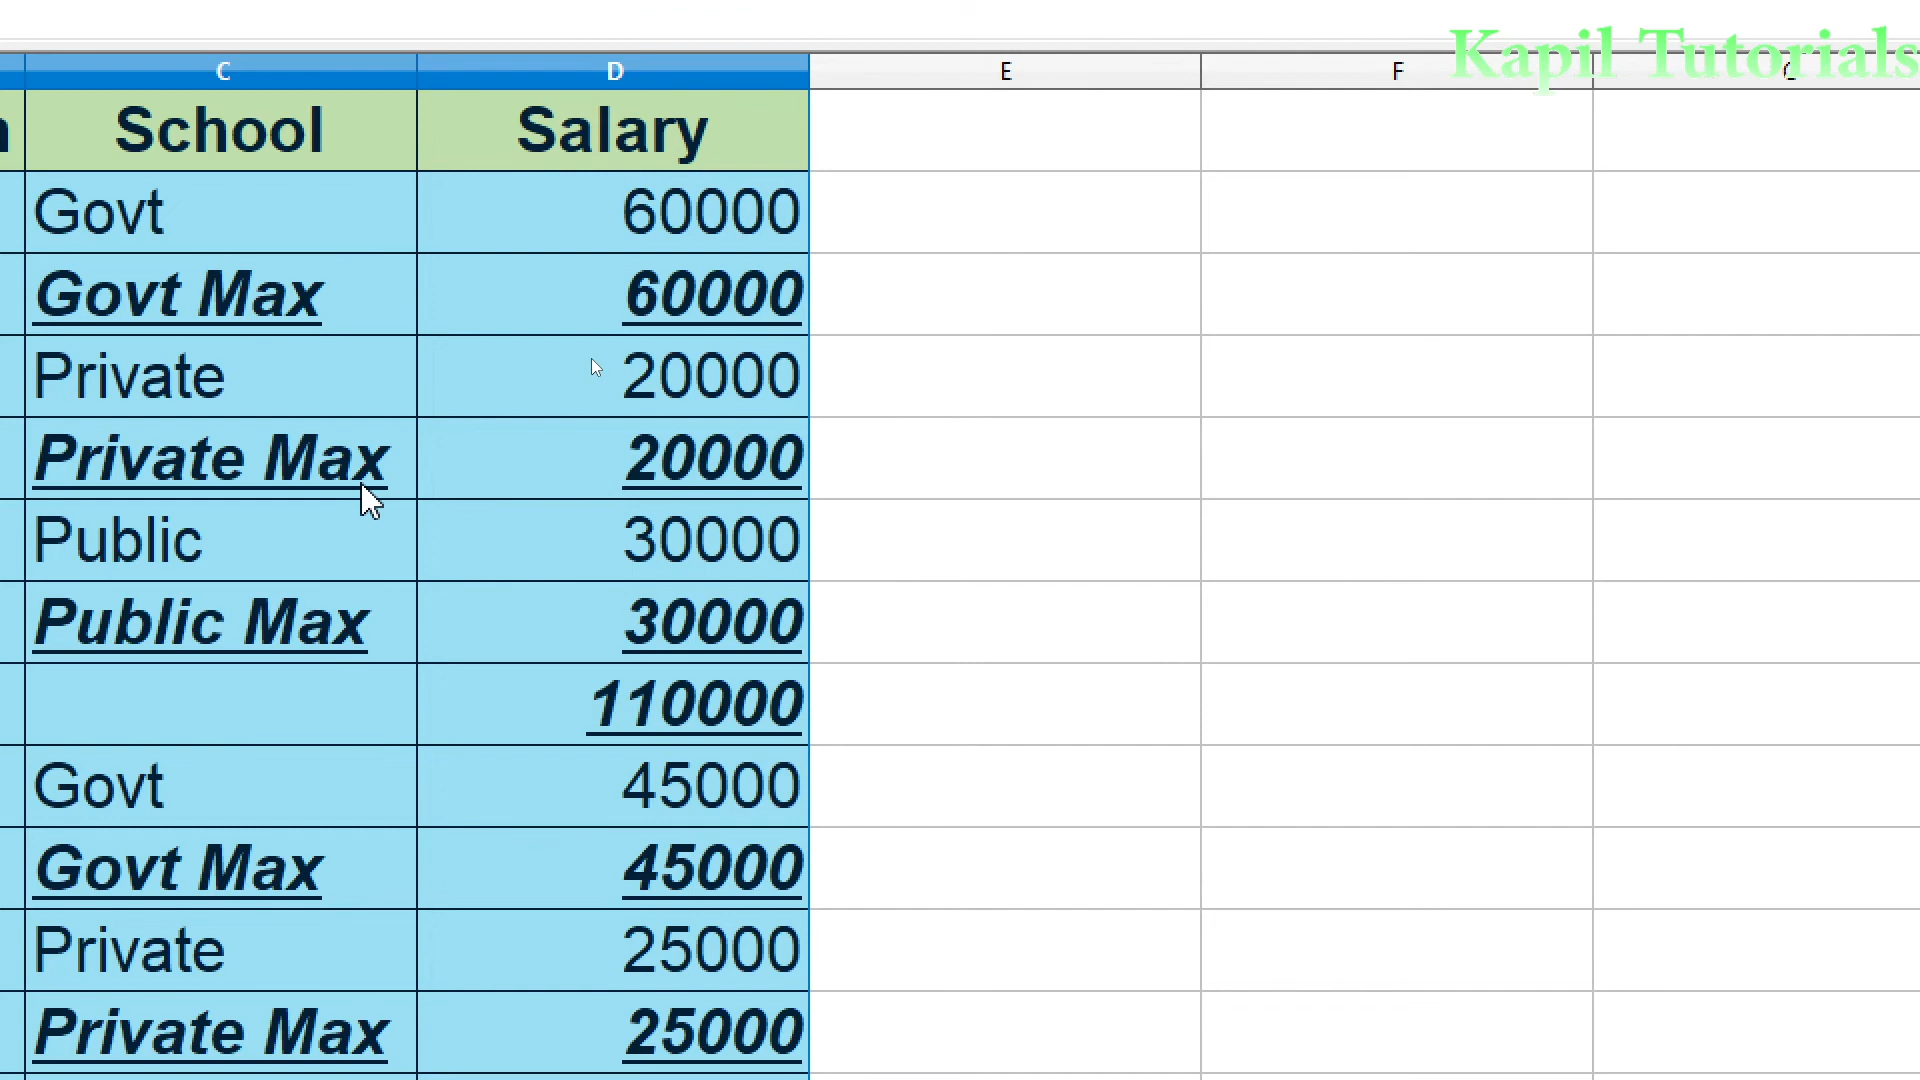 Kapil Tutorials
C D E F G
School Salary
Govt 60000
Govt Max 60000
Private 20000
Private Max 20000
Public 30000
Public Max 30000
110000
Govt 45000
Govt Max 45000
Private 25000
Private Max 25000